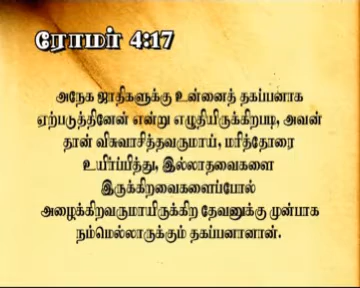 ரோமர் 4:17
அநேக ஜாதிகளுக்கு உன்னைத் தகப்பனாக
ஏற்படுத்தினேன் என்று எழுதியிருக்கிறபடி, அவன்
தான் விசுவாசித்தவருமாய், மரித்தோரை
உயிர்ப்பித்து, இல்லாதவைகளை
இருக்கிறவைகளைப்போல்
அழைக்கிறவருமாயிருக்கிற தேவனுக்கு முன்பாக
நம்மெல்லாருக்கும் தகப்பனானான்.